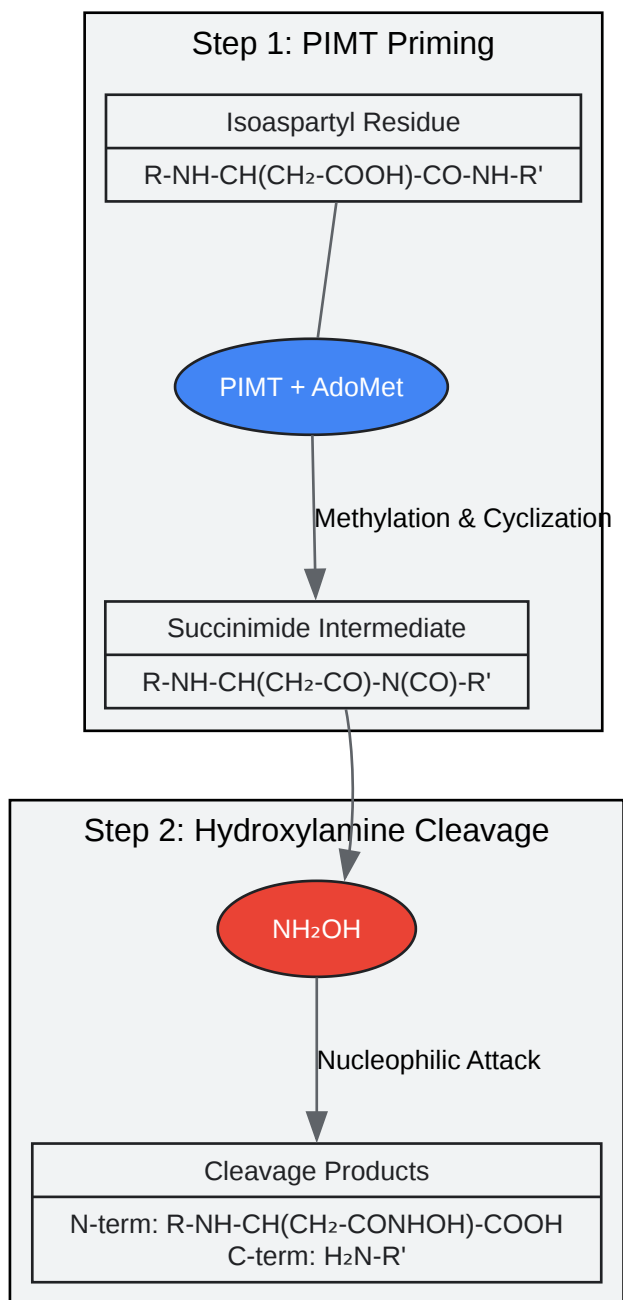 Step 1: PIMT Priming
Isoaspartyl Residue
R-NH-CH(CH₂-COOH)-CO-NH-R'
PIMT + AdoMet
Methylation & Cyclization
Succinimide Intermediate
R-NH-CH(CH₂-CO)-N(CO)-R'
Step 2: Hydroxylamine Cleavage
NH₂OH
Nucleophilic Attack
Cleavage Products
N-term: R-NH-CH(CH₂-CONHOH)-COOH
C-term: H₂N-R'